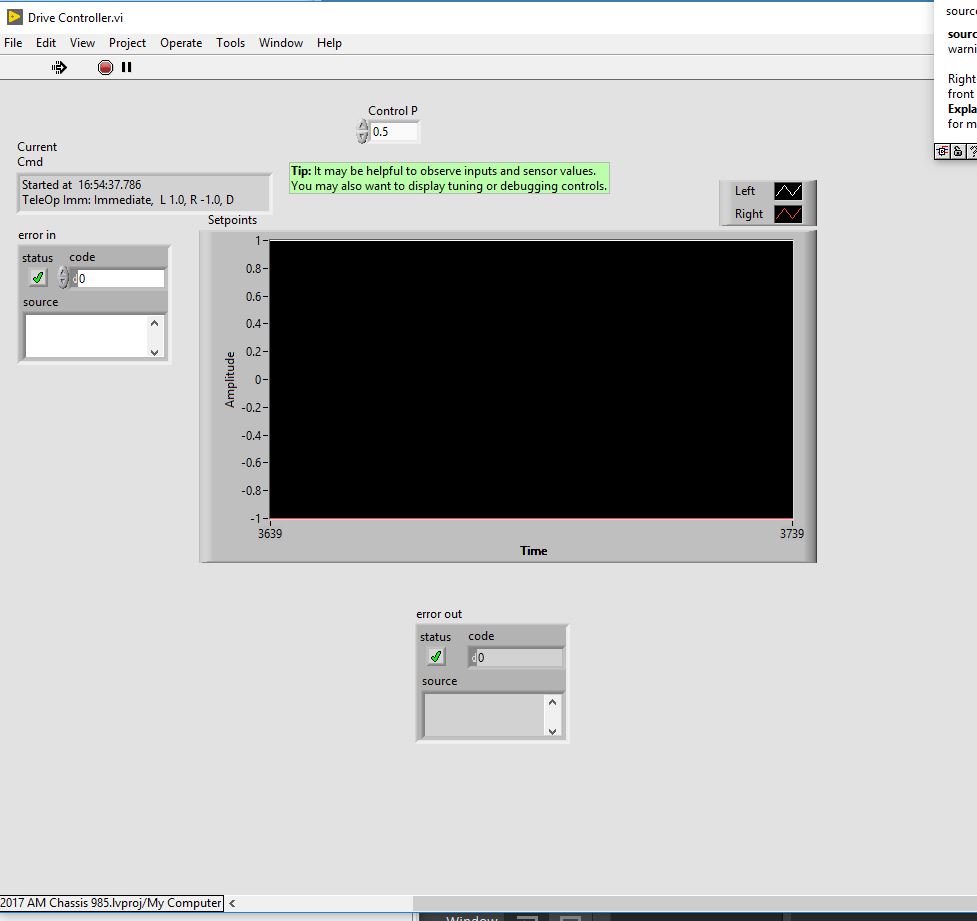 Drive Controller.vi
File Edit View Project Operate Tools Window Help
Control P
0.5
Current
Cmd
Started at 16:54:37.786
TeleOp Imm: Immediate, L 1.0, R -1.0, D
Tip: It may be helpful to observe inputs and sensor values.
You may also want to display tuning or debugging controls.
Left
Right
Setpoints
error in
status code
d 0
source
1
0.8
0.6
0.4
0.2
0
-0.2
-0.4
-0.6
-0.8
-1
Amplitude
3639 3739
Time
error out
status code
d 0
source
sourc
sourc
warni
Right
front
Expla
for m
?
2017 AM Chassis 985.lvproj/My Computer <
Window